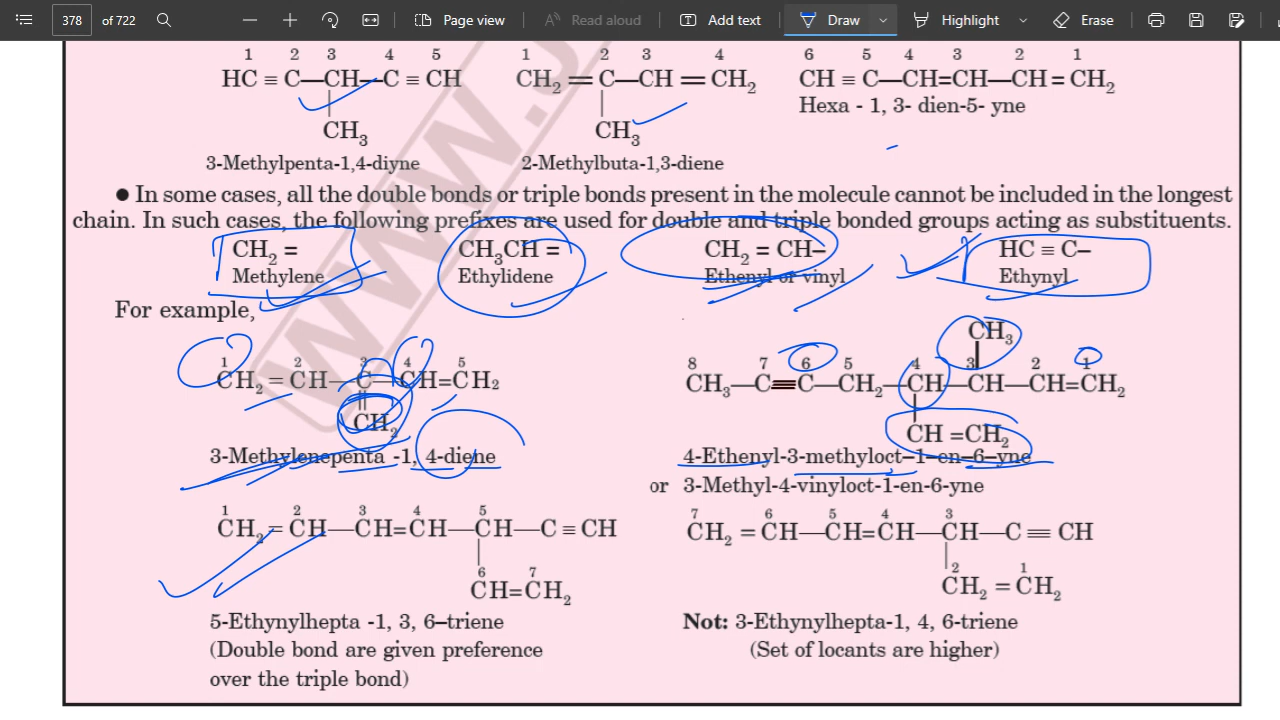 378 of 722 Page view Read aloud Add text Draw Highlight Erase
1 2 3 4 5 1 2 3 4 6 5 4 3 2 1
HC ≡ C—CH—C ≡ CH CH₂ = C—CH = CH₂ CH ≡ C—CH=CH—CH=CH₂
CH₃ CH₃ Hexa - 1, 3- dien-5- yne
3-Methylpenta-1,4-diyne 2-Methylbuta-1,3-diene
● In some cases, all the double bonds or triple bonds present in the molecule cannot be included in the longest
chain. In such cases, the following prefixes are used for double and triple bonded groups acting as substituents.
CH₂ = CH₃CH = CH₂ = CH– HC ≡ C–
Methylene Ethylidene Ethenyl or vinyl Ethynyl
For example,
CH₃
1 2 3 4 5 8 7 6 5 4 3 2 1
CH₂=CH—C—CH=CH₂ CH₃—C≡C—CH₂—CH—CH—CH=CH₂
CH₂ CH =CH₂
3-Methylenepenta -1, 4-diene 4-Ethenyl-3-methyloct–1-en–6–yne
or 3-Methyl-4-vinyloct-1-en-6-yne
1 2 3 4 5 7 6 5 4 3
CH₂=CH—CH=CH—CH—C≡CH CH₂ = CH—CH=CH—CH—C≡CH
6 7 2 1
CH=CH₂ CH₂ = CH₂
5-Ethynylhepta -1, 3, 6–triene Not: 3-Ethynylhepta-1, 4, 6-triene
(Double bond are given preference (Set of locants are higher)
over the triple bond)
WWW.J